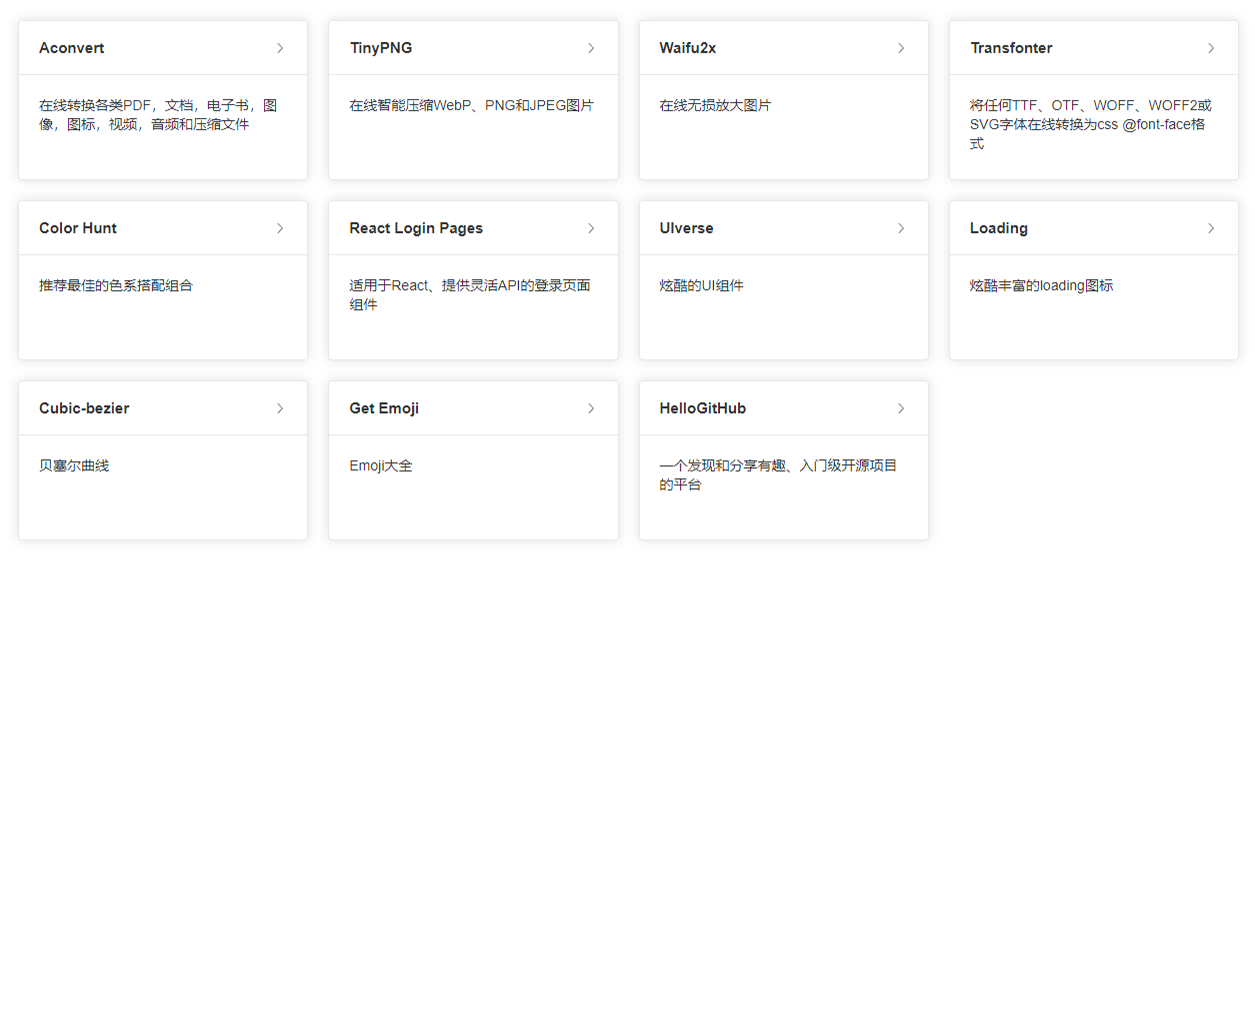 Aconvert
在线转换各类PDF，文档，电子书，图
像，图标，视频，音频和压缩文件
TinyPNG
在线智能压缩WebP、PNG和JPEG图片
Waifu2x
在线无损放大图片
Transfonter
将任何TTF、OTF、WOFF、WOFF2或
SVG字体在线转换为css @font-face格
式
Color Hunt
推荐最佳的色系搭配组合
React Login Pages
适用于React、提供灵活API的登录页面
组件
UIverse
炫酷的UI组件
Loading
炫酷丰富的loading图标
Cubic-bezier
贝塞尔曲线
Get Emoji
Emoji大全
HelloGitHub
一个发现和分享有趣、入门级开源项目
的平台